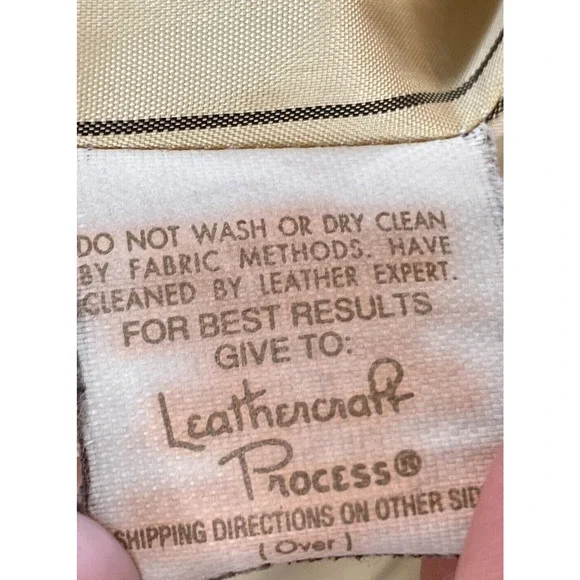 DO NOT WASH OR DRY CLEAN
BY FABRIC METHODS. HAVE
CLEANED BY LEATHER EXPERT.
FOR BEST RESULTS
GIVE TO:
Leathercraft
Process®
SHIPPING DIRECTIONS ON OTHER SID
(Over)